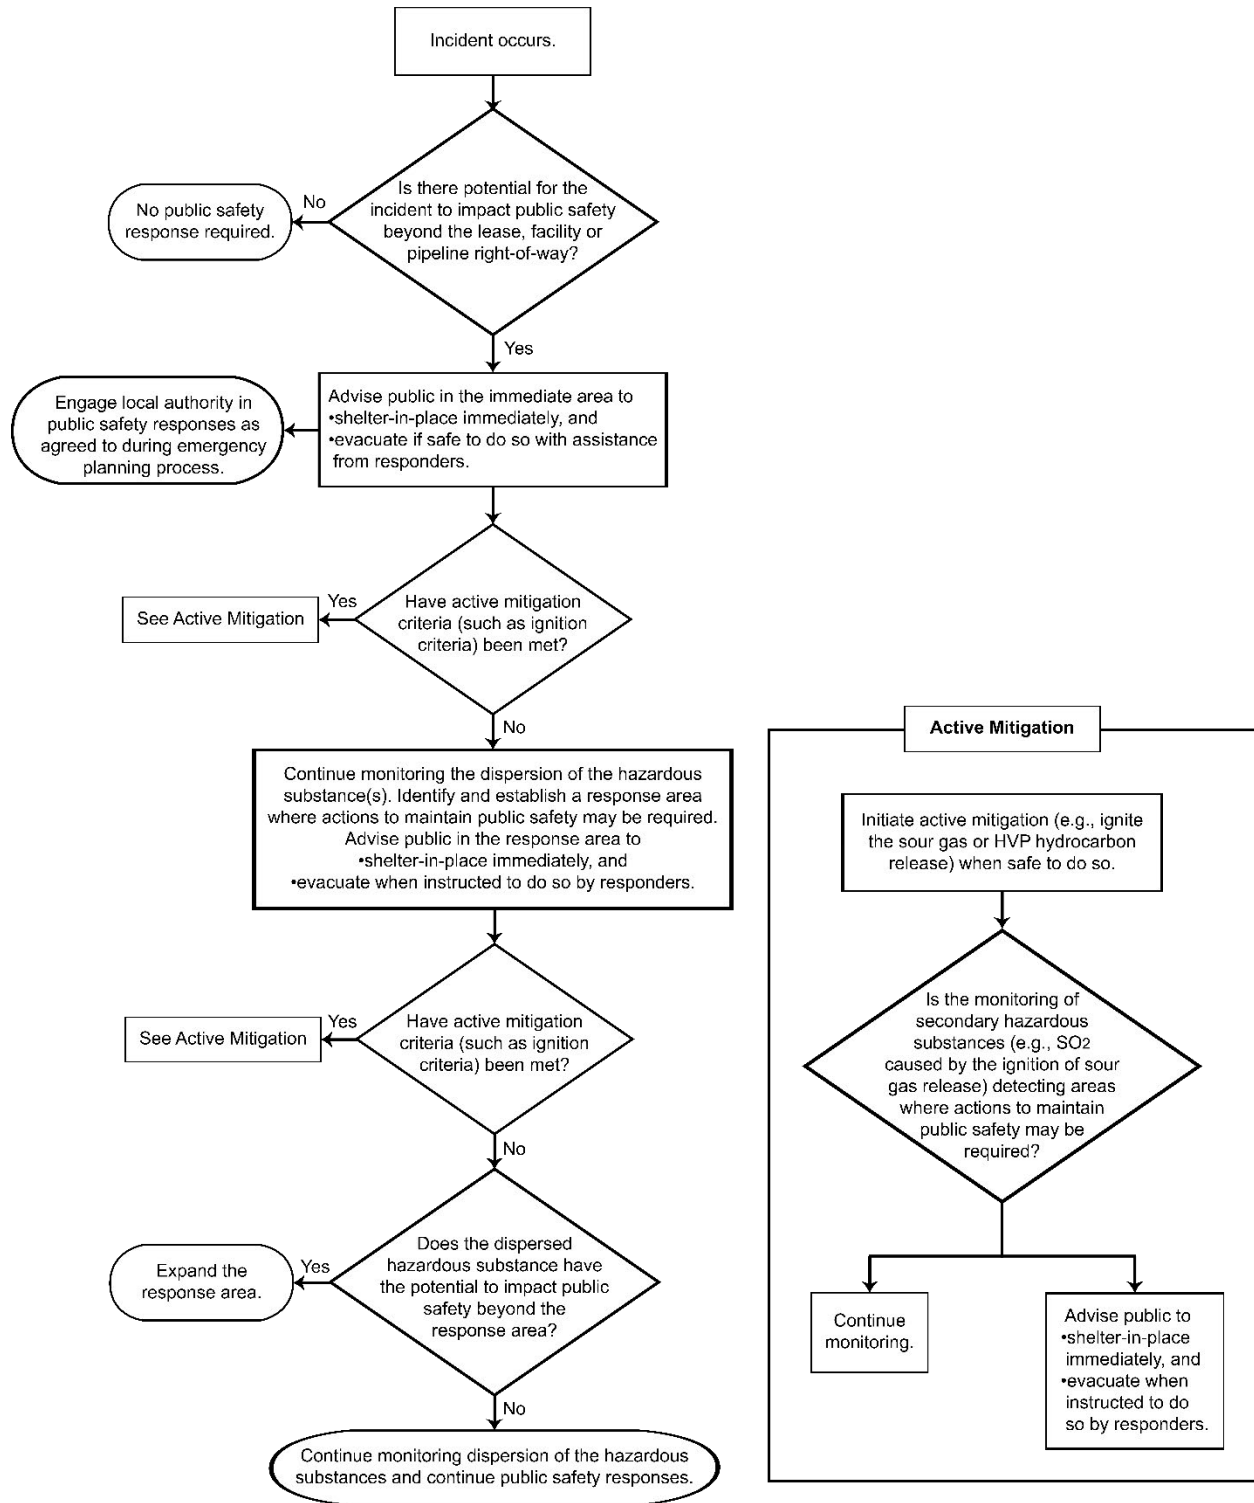 Incident occurs.
Is there potential for the
incident to impact public safety
beyond the lease, facility or
pipeline right-of-way?
No
No public safety
response required.
Yes
Advise public in the immediate area to
•shelter-in-place immediately, and
•evacuate if safe to do so with assistance
from responders.
Engage local authority in
public safety responses as
agreed to during emergency
planning process.
Have active mitigation
criteria (such as ignition
criteria) been met?
Yes
See Active Mitigation
No
Continue monitoring the dispersion of the hazardous
substance(s). Identify and establish a response area
where actions to maintain public safety may be required.
Advise public in the response area to
•shelter-in-place immediately, and
•evacuate when instructed to do so by responders.
Have active mitigation
criteria (such as ignition
criteria) been met?
Yes
See Active Mitigation
No
Does the dispersed
hazardous substance have
the potential to impact public
safety beyond the
response area?
Yes
Expand the
response area.
No
Continue monitoring dispersion of the hazardous
substances and continue public safety responses.
Active Mitigation
Initiate active mitigation (e.g., ignite
the sour gas or HVP hydrocarbon
release) when safe to do so.
Is the monitoring of
secondary hazardous
substances (e.g., SO2
caused by the ignition of sour
gas release) detecting areas
where actions to maintain
public safety may be
required?
Continue
monitoring.
Advise public to
•shelter-in-place
immediately, and
•evacuate when
instructed to do
so by responders.